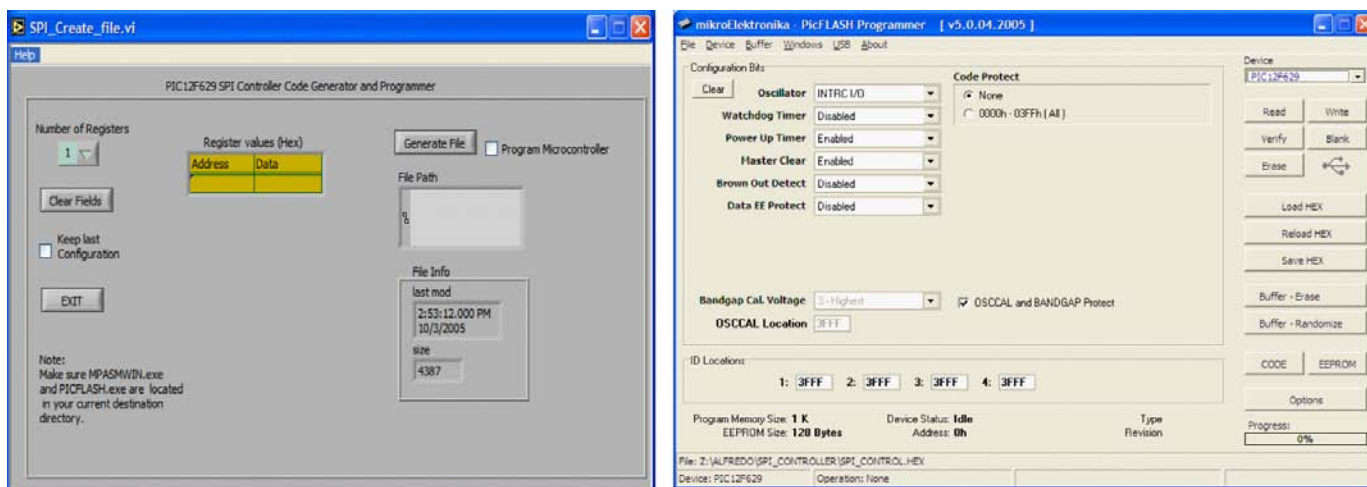 SPI_Create_file.vi
Help
PIC12F629 SPI Controller Code Generator and Programmer
Number of Registers
1
Register values (Hex)
Address Data
Clear Fields
Keep last
Configuration
EXIT
Note:
Make sure MPASMWIN.exe
and PICFLASH.exe are located
in your current destination
directory.
Generate File
Program Microcontroller
File Path
File Info
last mod
2:53:12.000 PM
10/3/2005
size
4387
mikroElektronika - PicFLASH Programmer [ v5.0.04.2005 ]
File Device Buffer Windows USB About
Configuration Bits
Clear
Oscillator INTRC I/O
Watchdog Timer Disabled
Power Up Timer Enabled
Master Clear Enabled
Brown Out Detect Disabled
Data EE Protect Disabled
Code Protect
None
0000h - 03FFh ( All )
Bandgap Cal. Voltage 3 - Highest
OSCCAL and BANDGAP Protect
OSCCAL Location 3FFF
ID Locations
1: 3FFF 2: 3FFF 3: 3FFF 4: 3FFF
Program Memory Size: 1 K Device Status: Idle Type
EEPROM Size: 128 Bytes Address: 0h Revision
File: Z:\ALFREDO\SPI_CONTROLLER\SPI_CONTROL.HEX
Device: PIC12F629 Operation: None
Device
PIC12F629
Read Write
Verify Blank
Erase
Load HEX
Reload HEX
Save HEX
Buffer - Erase
Buffer - Randomize
CODE EEPROM
Options
Progress:
0%